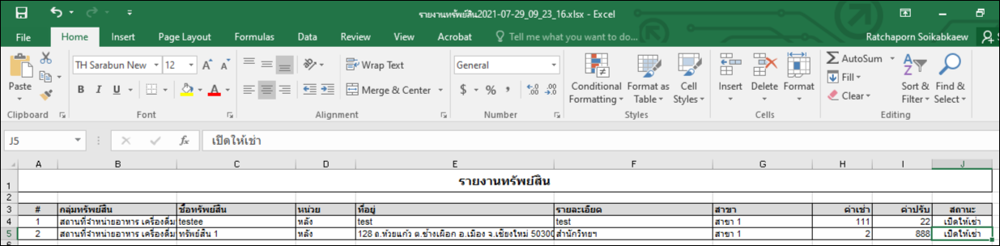 รายงานทรัพย์สิน2021-07-29_09_23_16.xlsx - Excel
File Home Insert Page Layout Formulas Data Review View Acrobat Tell me what you want to do... Ratchaporn Soikabkaew
Paste
Clipboard
TH Sarabun New 12 A A
B I U A
Font
Wrap Text
Merge & Center
Alignment
General
$ % ,
Number
Conditional Formatting
Format as Table
Cell Styles
Styles
Insert Delete Format
Cells
AutoSum
Fill
Clear
Sort & Filter
Find & Select
Editing
J5 fx เปิดให้เช่า
A B C D E F G H I J
1 รายงานทรัพย์สิน
2
3 # กลุ่มทรัพย์สิน ชื่อทรัพย์สิน หน่วย ที่อยู่ รายละเอียด สาขา ค่าเช่า ค่าปรับ สถานะ
4 1 สถานที่จำหน่ายอาหาร เครื่องดื่ม testee หลัง test test สาขา 1 111 22 เปิดให้เช่า
5 2 สถานที่จำหน่ายอาหาร เครื่องดื่ม ทรัพย์สิน 1 หลัง 128 ถ.ห้วยแก้ว ต.ช้างเผือก อ.เมือง จ.เชียงใหม่ 50300 สำนักวิทยฯ สาขา 1 2 888 เปิดให้เช่า